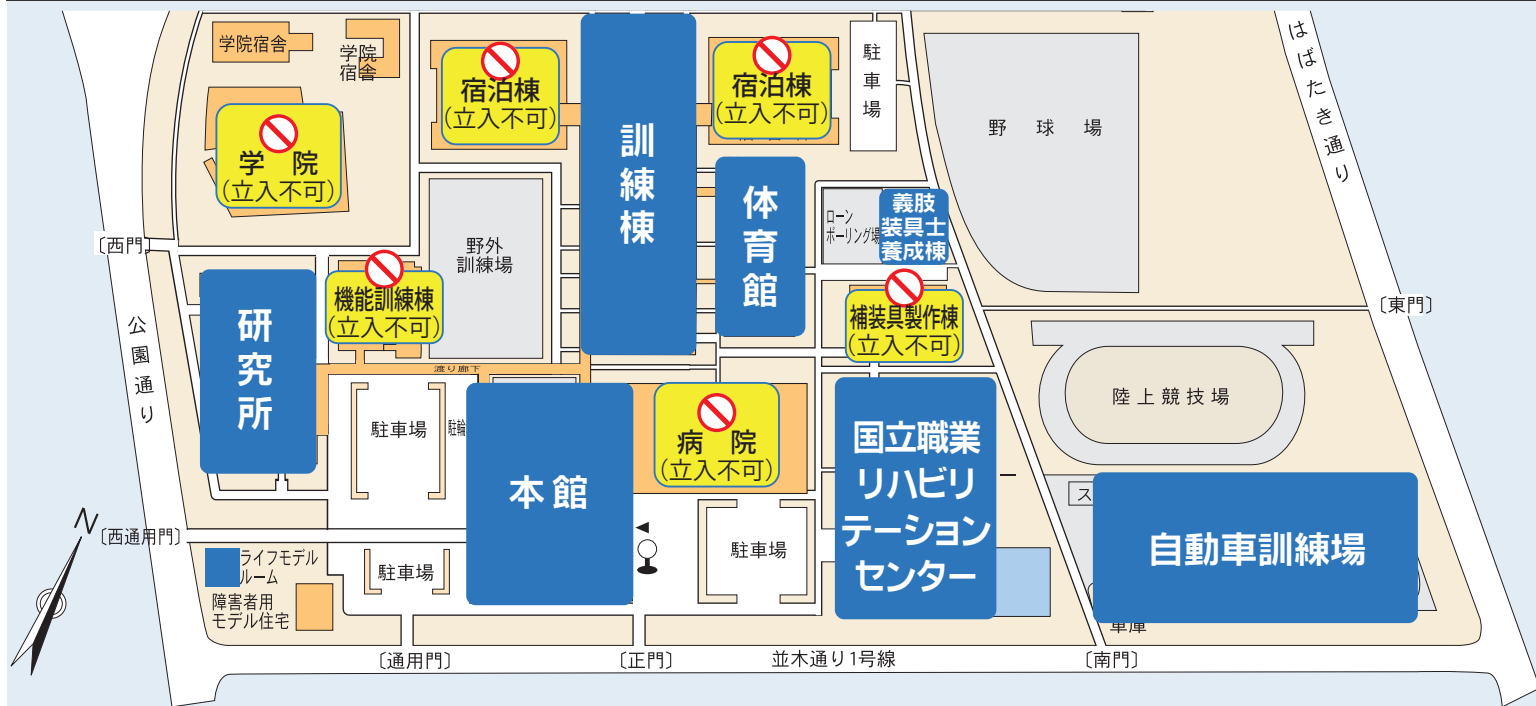 学院宿舎
学院
宿舎
宿泊棟
(立入不可)
訓練棟
宿泊棟
(立入不可)
駐車場
はばたき通り
野球場
学 院
(立入不可)
体育館
ローン
ボーリング場
義肢
装具士
養成棟
〔西門〕
野外
訓練場
機能訓練棟
(立入不可)
補装具製作棟
(立入不可)
〔東門〕
公園通り
研究所
渡り廊下
陸上競技場
駐車場
駐輪
本館
病 院
(立入不可)
国立職業
リハビリ
テーション
センター
ス
自動車訓練場
N
〔西通用門〕
ライフモデル
ルーム
駐車場
駐車場
障害者用
モデル住宅
車庫
〔通用門〕
〔正門〕
並木通り1号線
〔南門〕